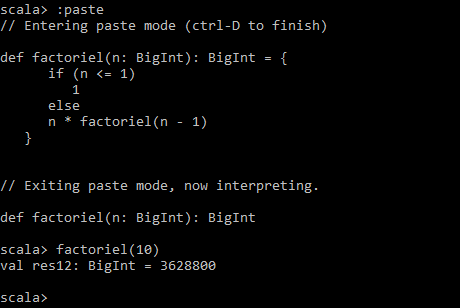 scala> :paste
// Entering paste mode (ctrl-D to finish)
def factoriel(n: BigInt): BigInt = {
if (n <= 1)
1
else
n * factoriel(n - 1)
}
// Exiting paste mode, now interpreting.
def factoriel(n: BigInt): BigInt
scala> factoriel(10)
val res12: BigInt = 3628800
scala>